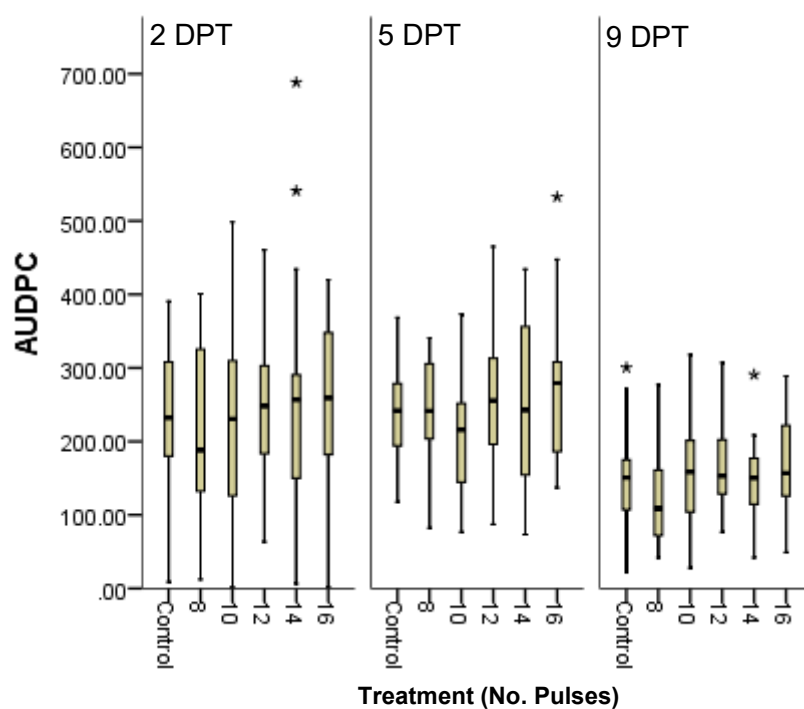 2 DPT
5 DPT
9 DPT
AUDPC
700.00
600.00
500.00
400.00
300.00
200.00
100.00
.00
Control 8 10 12 14 16
Control 8 10 12 14 16
Control 8 10 12 14 16
Treatment (No. Pulses)